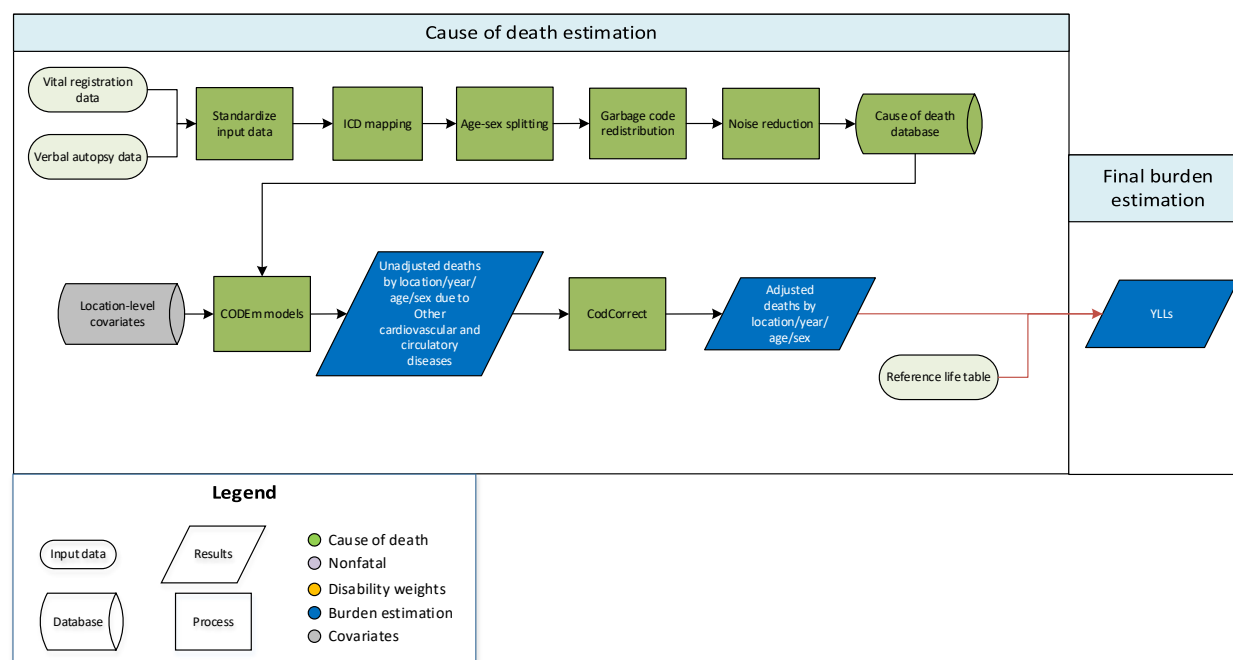 Cause of death estimation
Vital registration
data
Verbal autopsy data
Standardize
input data
ICD mapping
Age-sex splitting
Garbage code
redistribution
Noise reduction
Cause of death
database
Final burden
estimation
Location-level
covariates
CODEm models
Unadjusted deaths
by location/year/
age/sex due to
Other
cardiovascular and
circulatory
diseases
CodCorrect
Adjusted
deaths by
location/year/
age/sex
Reference life table
YLLs
Legend
Input data
Results
Database
Process
Cause of death
Nonfatal
Disability weights
Burden estimation
Covariates